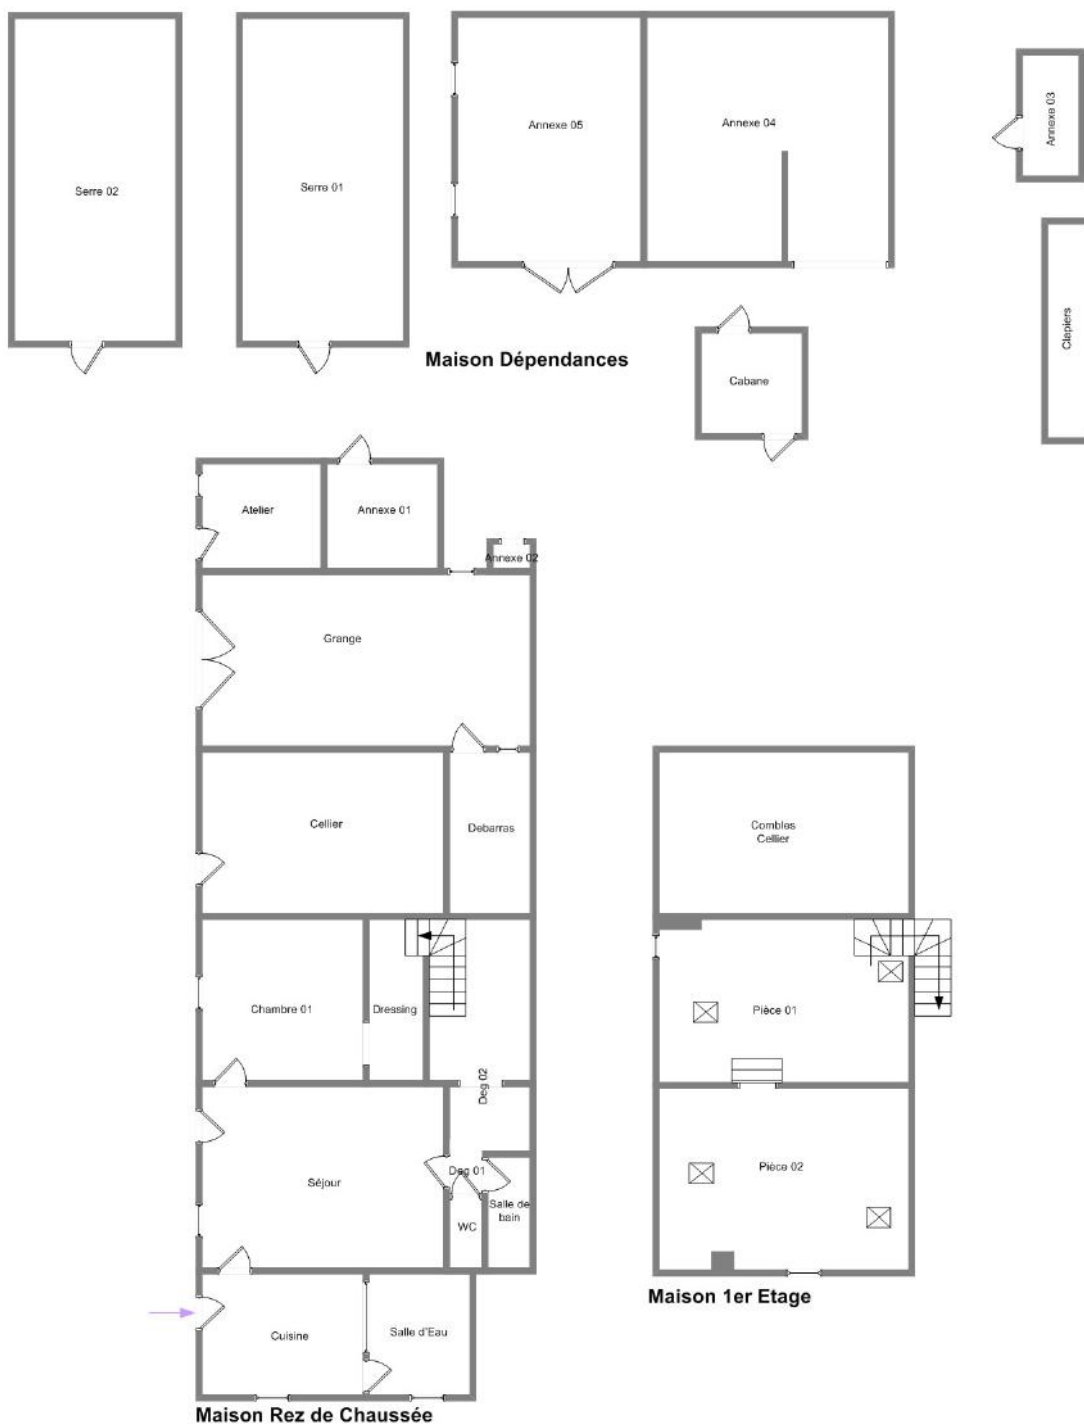 Serre 02
Serre 01
Annexe 05
Annexe 04
Annexe 03
Clapiers
Cabane
Maison Dépendances
Atelier
Annexe 01
Annexe 02
Grange
Cellier
Debarras
Chambre 01
Dressing
Deg 02
Séjour
Deg 01
WC
Salle de
bain
Cuisine
Salle d'Eau
Maison Rez de Chaussée
Combles
Cellier
Pièce 01
Pièce 02
Maison 1er Etage